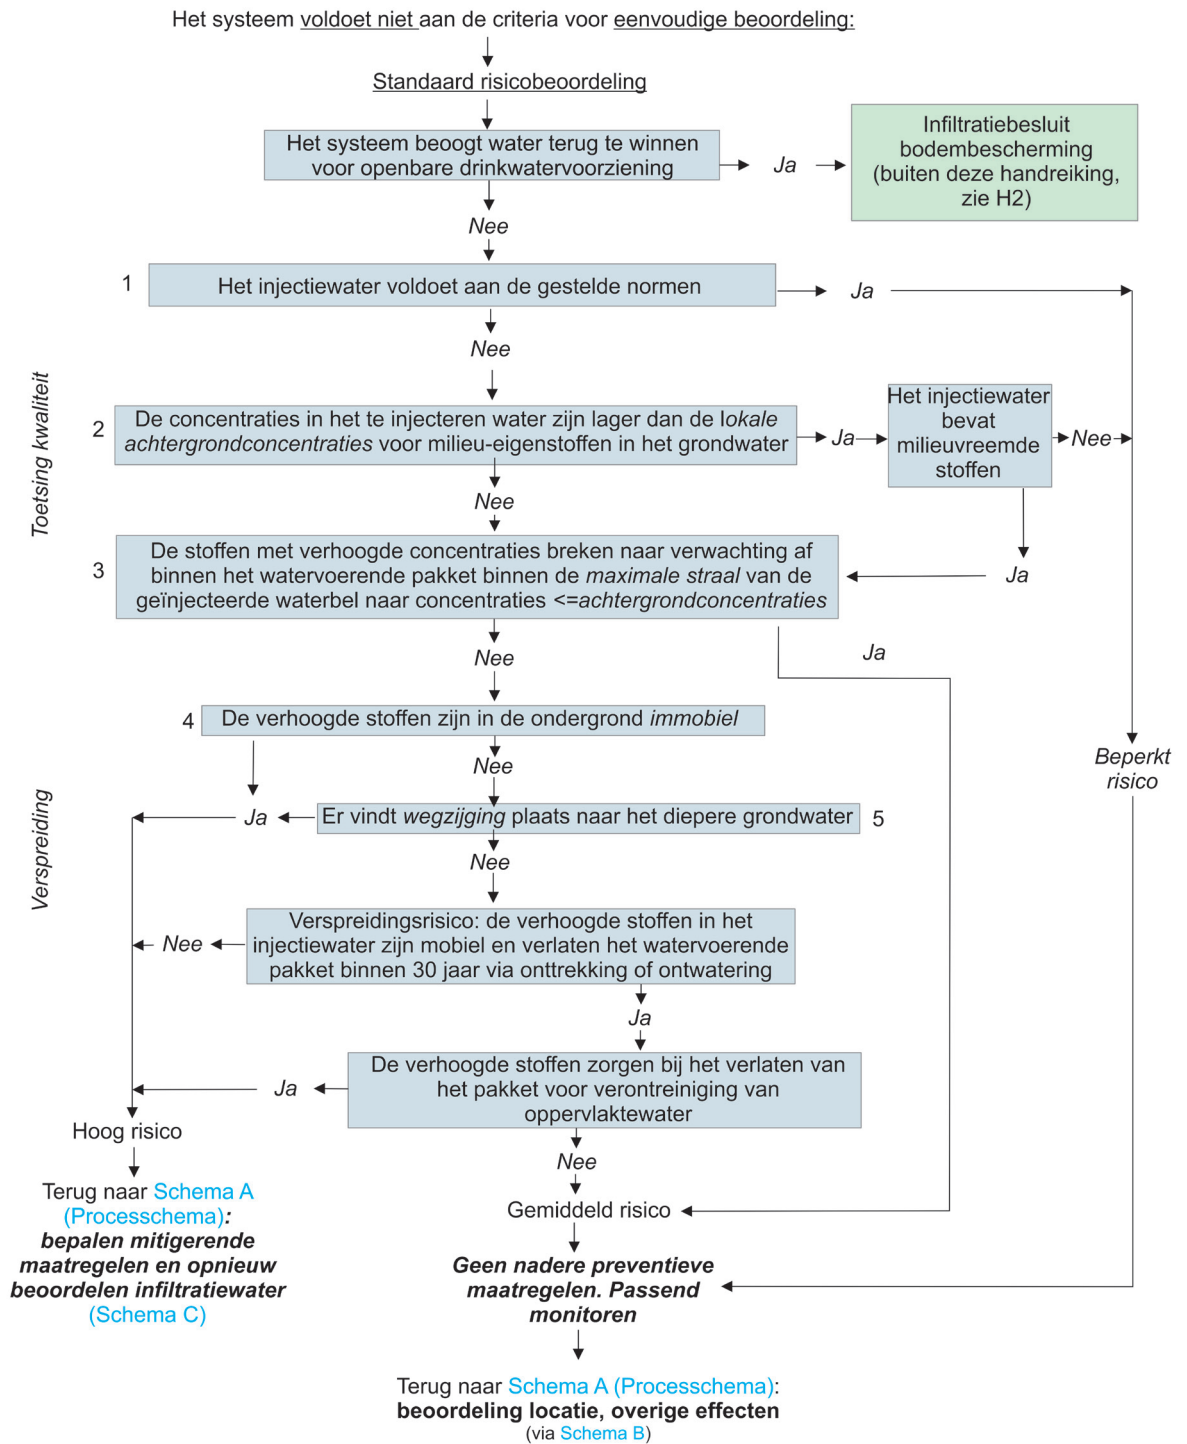 Het systeem voldoet niet aan de criteria voor eenvoudige beoordeling:
Standaard risicobeoordeling
Het systeem beoogt water terug te winnen
voor openbare drinkwatervoorziening
Ja
Infiltratiebesluit
bodembescherming
(buiten deze handreiking,
zie H2)
Nee
1
Het injectiewater voldoet aan de gestelde normen
Ja
Nee
Toetsing kwaliteit
2
De concentraties in het te injecteren water zijn lager dan de lokale
achtergrondconcentraties voor milieu-eigenstoffen in het grondwater
Ja
Het injectiewater
bevat
milieuvreemde
stoffen
Nee
Nee
Ja
3
De stoffen met verhoogde concentraties breken naar verwachting af
binnen het watervoerende pakket binnen de maximale straal van de
geïnjecteerde waterbel naar concentraties <=achtergrondconcentraties
Nee
Ja
4
De verhoogde stoffen zijn in de ondergrond immobiel
Nee
Beperkt
risico
Verspreiding
Ja
Er vindt wegzijging plaats naar het diepere grondwater
5
Nee
Verspreidingsrisico: de verhoogde stoffen in het
injectiewater zijn mobiel en verlaten het watervoerende
pakket binnen 30 jaar via onttrekking of ontwatering
Nee
Ja
De verhoogde stoffen zorgen bij het verlaten van
het pakket voor verontreiniging van
oppervlaktewater
Ja
Hoog risico
Nee
Terug naar Schema A
(Processchema):
bepalen mitigerende
maatregelen en opnieuw
beoordelen infiltratiewater
(Schema C)
Gemiddeld risico
Geen nadere preventieve
maatregelen. Passend
monitoren
Terug naar Schema A (Processchema):
beoordeling locatie, overige effecten
(via Schema B)